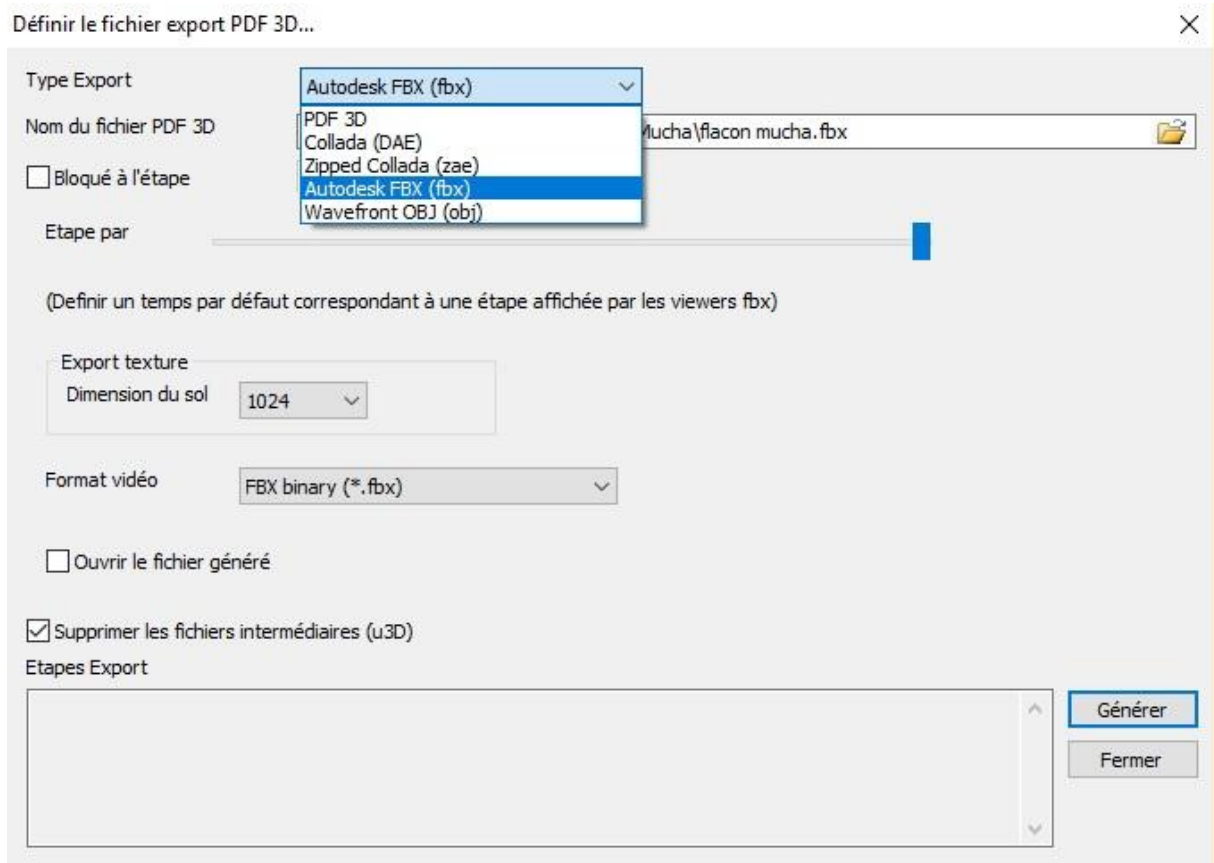 Définir le fichier export PDF 3D...
Type Export
Autodesk FBX (fbx)
PDF 3D
Collada (DAE)
Zipped Collada (zae)
Autodesk FBX (fbx)
Wavefront OBJ (obj)
Nom du fichier PDF 3D
Mucha\flacon mucha.fbx
Bloqué à l'étape
Etape par
(Definir un temps par défaut correspondant à une étape affichée par les viewers fbx)
Export texture
Dimension du sol
1024
Format vidéo
FBX binary (*.fbx)
Ouvrir le fichier généré
Supprimer les fichiers intermédiaires (u3D)
Etapes Export
Générer
Fermer